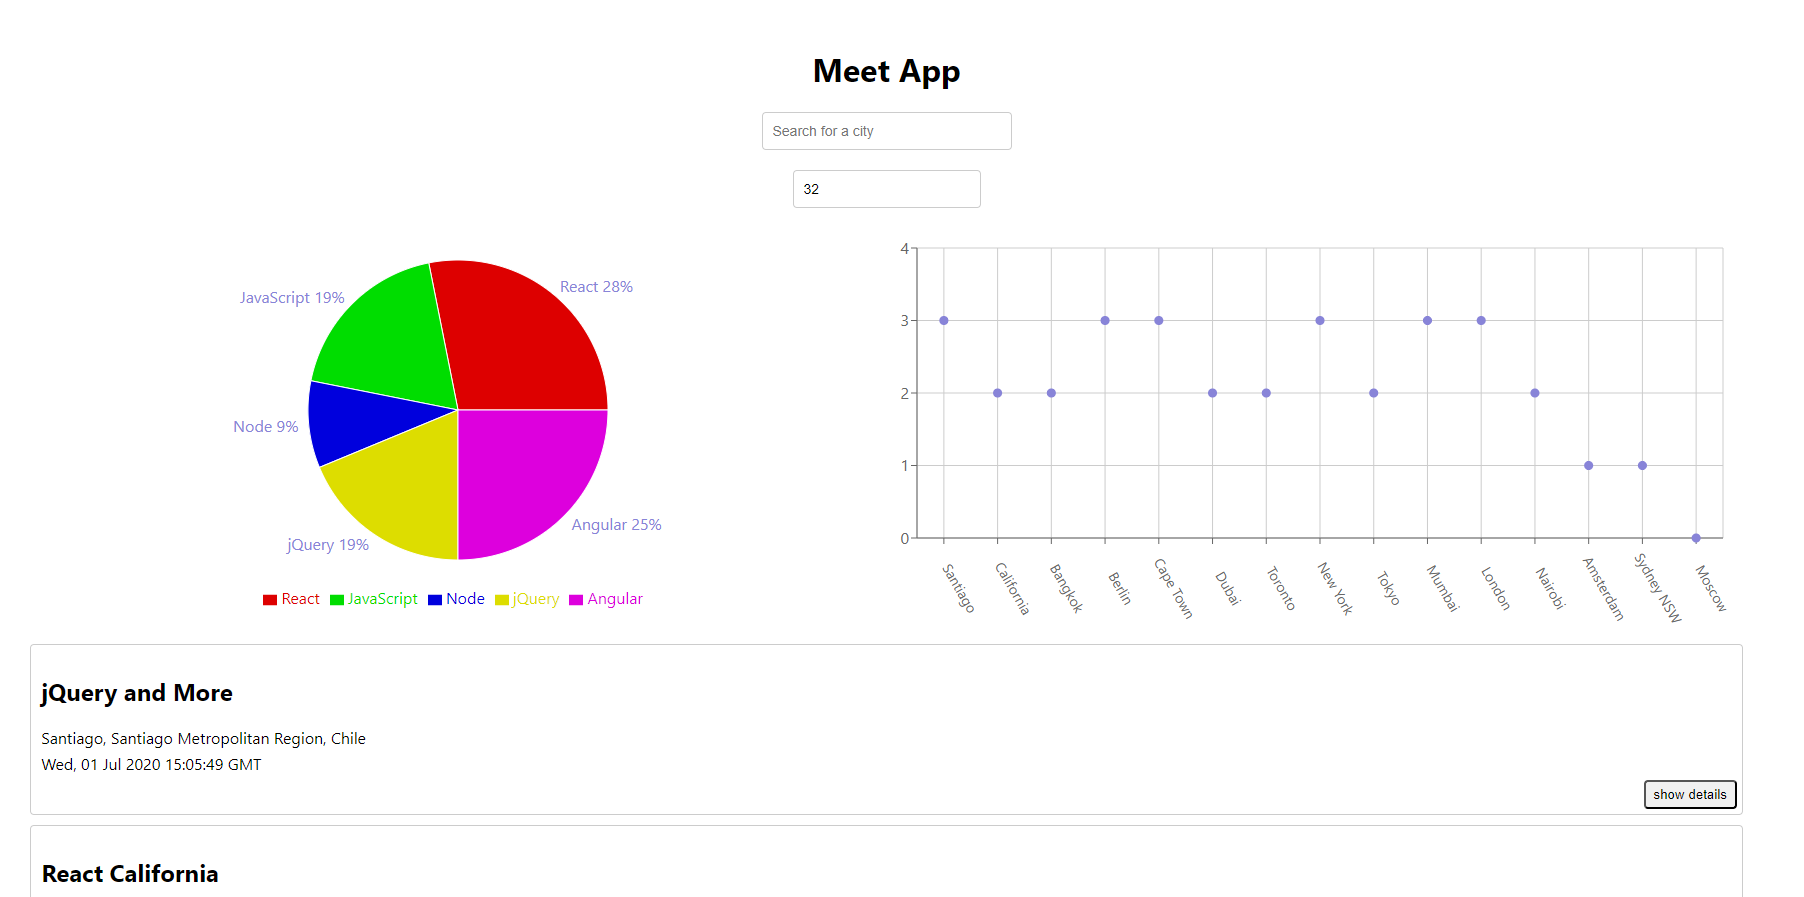 Meet App
Search for a city
32
React 28%
JavaScript 19%
Node 9%
jQuery 19%
Angular 25%
React JavaScript Node jQuery Angular
4
3
2
1
0
Santiago California Bangkok Berlin Cape Town Dubai Toronto New York Tokyo Mumbai London Nairobi Amsterdam Sydney NSW Moscow
jQuery and More
Santiago, Santiago Metropolitan Region, Chile
Wed, 01 Jul 2020 15:05:49 GMT
show details
React California